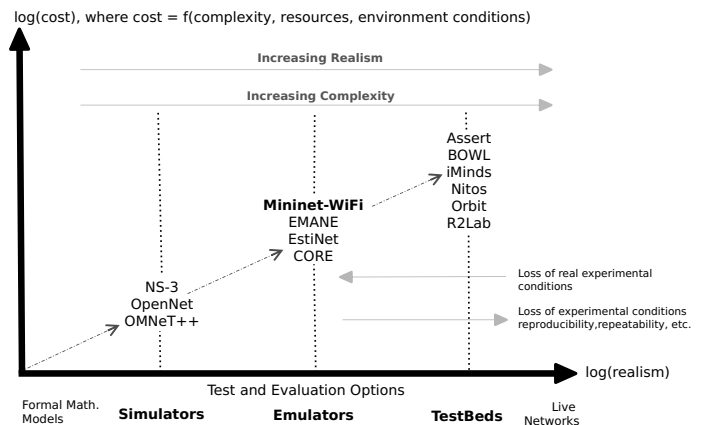 log(cost), where cost = f(complexity, resources, environment conditions)
Increasing Realism
Increasing Complexity
Assert
BOWL
iMinds
Nitos
Orbit
R2Lab
Mininet-WiFi
EMANE
EstiNet
CORE
NS-3
OpenNet
OMNeT++
Loss of real experimental
conditions
Loss of experimental conditions
reproducibility,repeatability, etc.
log(realism)
Test and Evaluation Options
Formal Math.
Models
Simulators
Emulators
TestBeds
Live
Networks